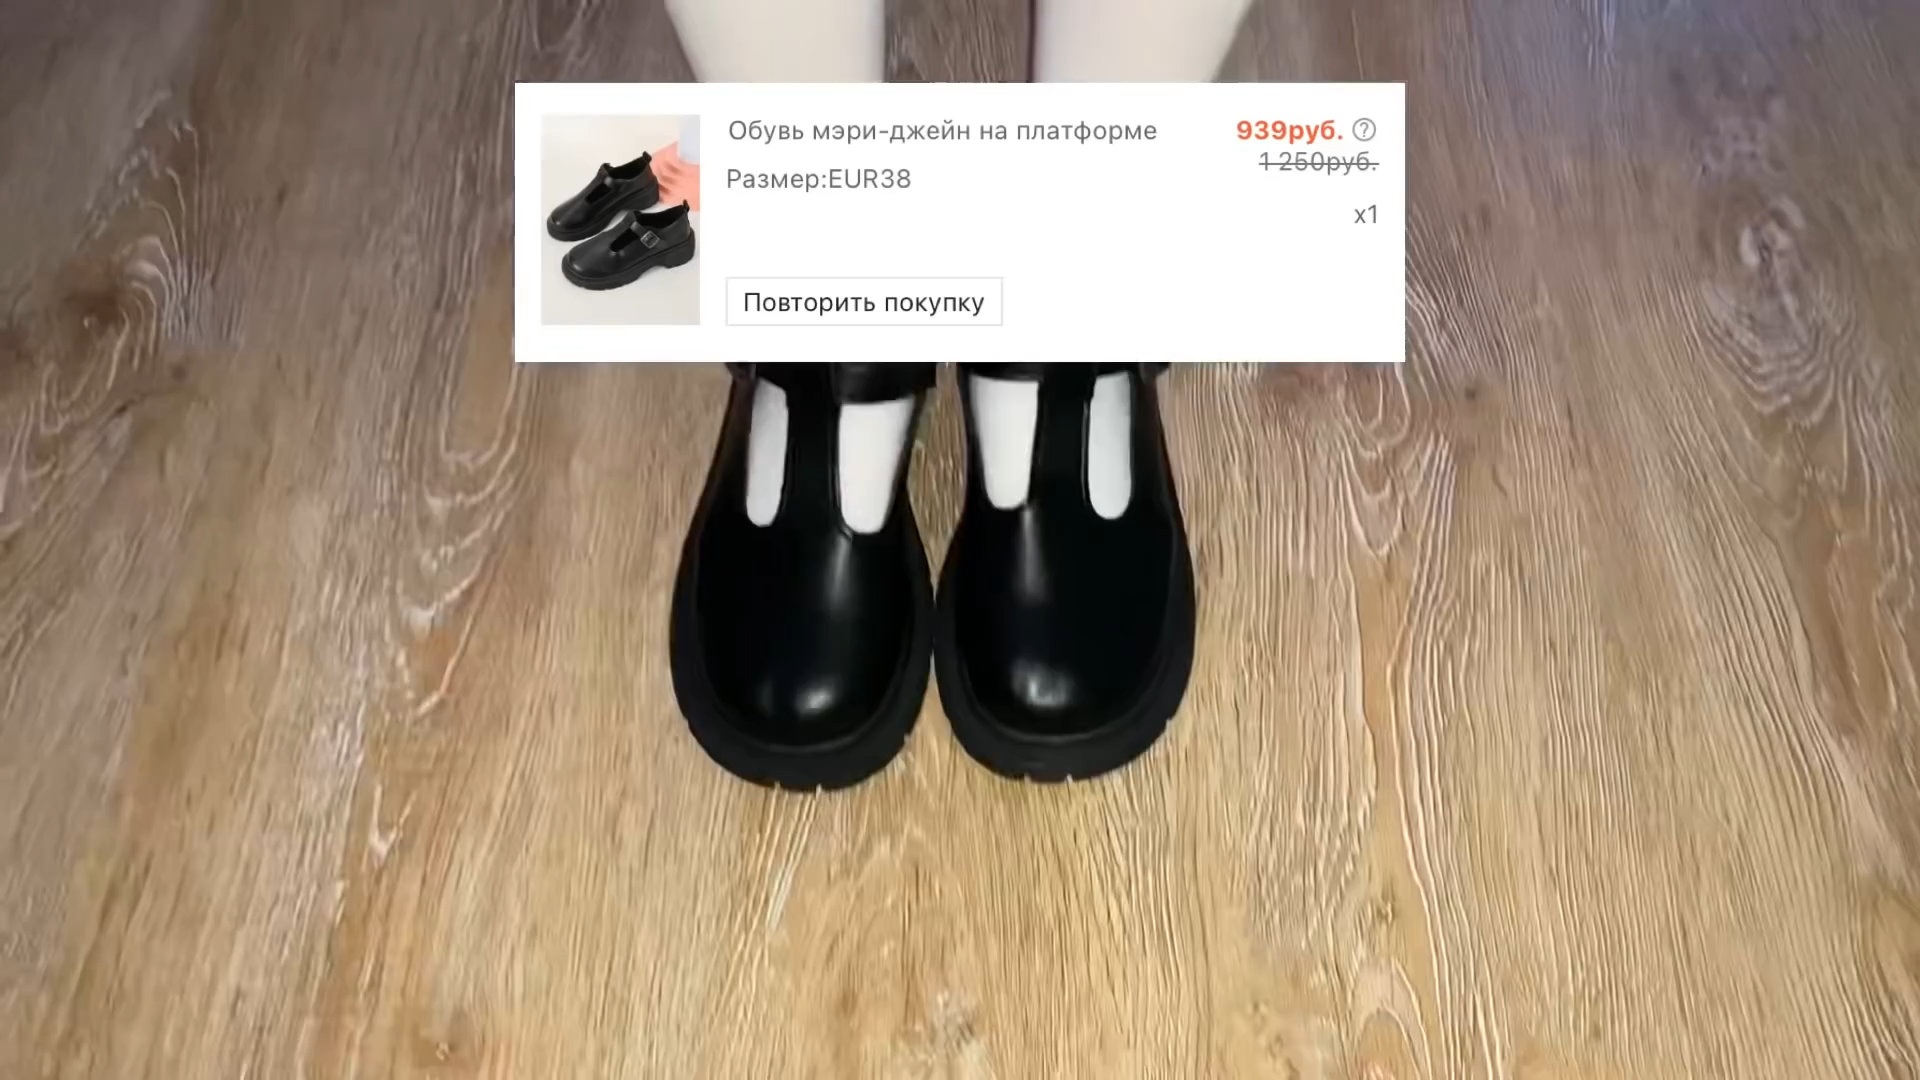 Обувь мэри-джейн на платформе
939руб. ?
1 250руб.
Размер:EUR38
x1
Повторить покупку